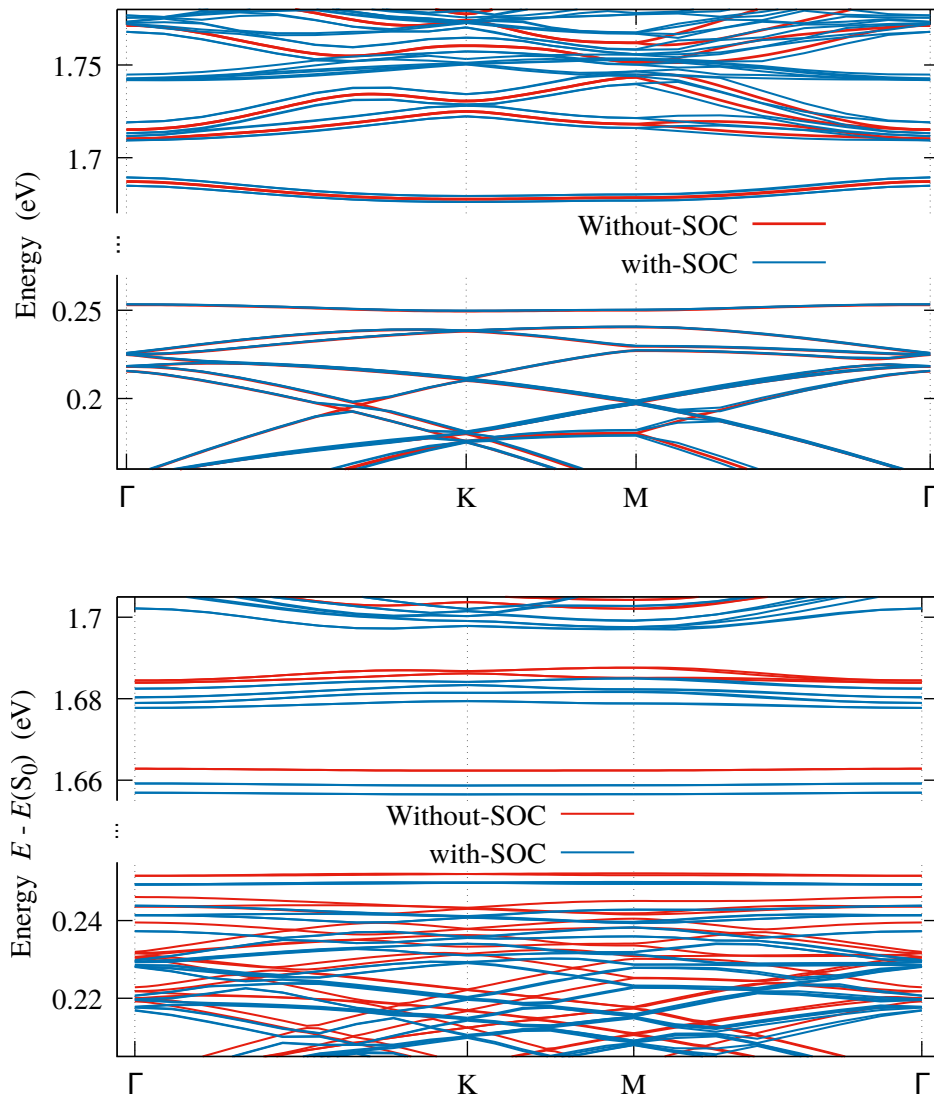 1.75
1.7
Without-SOC
...
with-SOC
0.25
0.2
Energy (eV)
Γ K M Γ
1.7
1.68
1.66
Without-SOC
...
with-SOC
0.24
0.22
Energy E - E(S₀) (eV)
Γ K M Γ